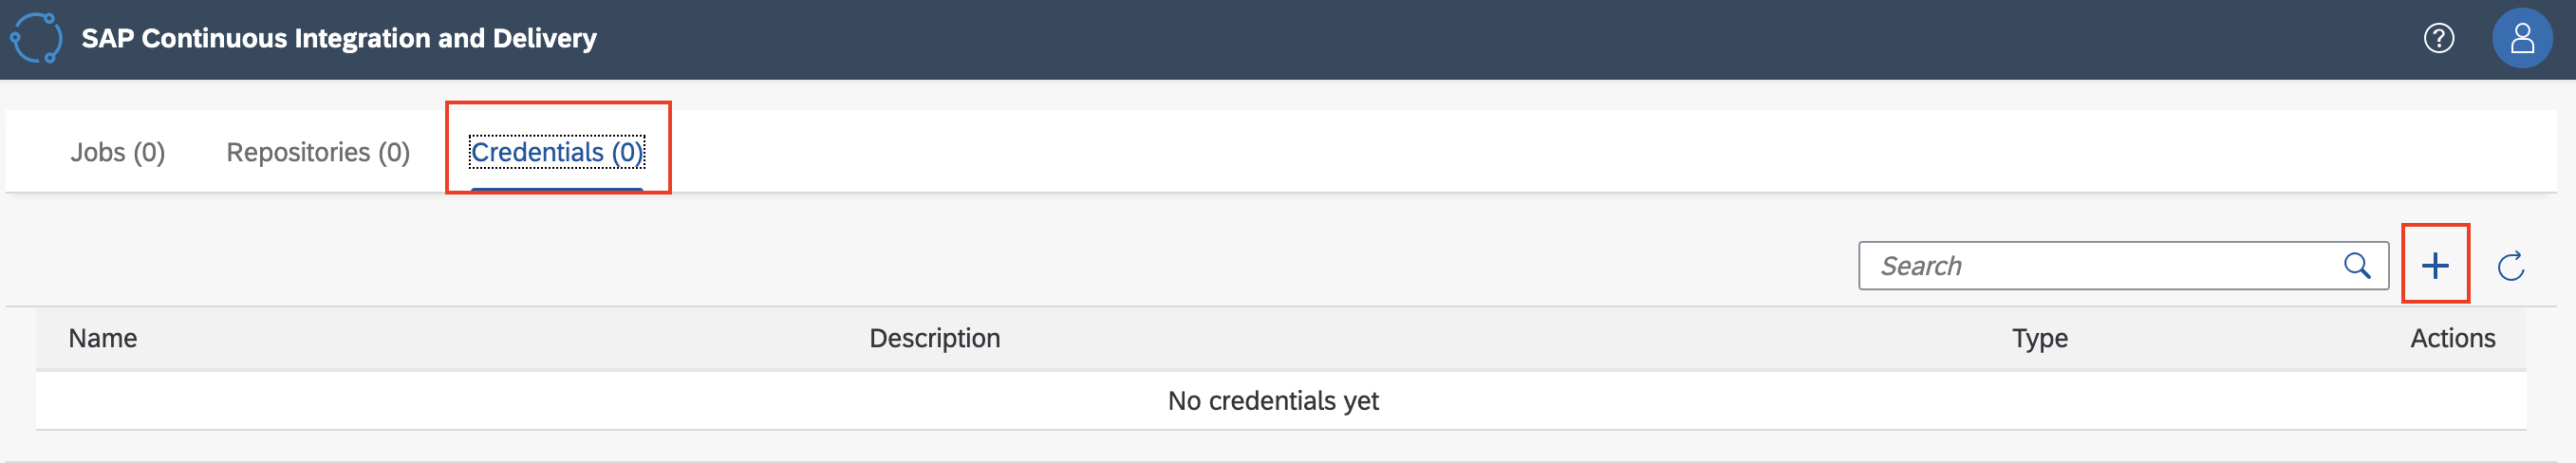 SAP Continuous Integration and Delivery
Jobs (0) Repositories (0) Credentials (0)
Search
Name Description Type Actions
No credentials yet